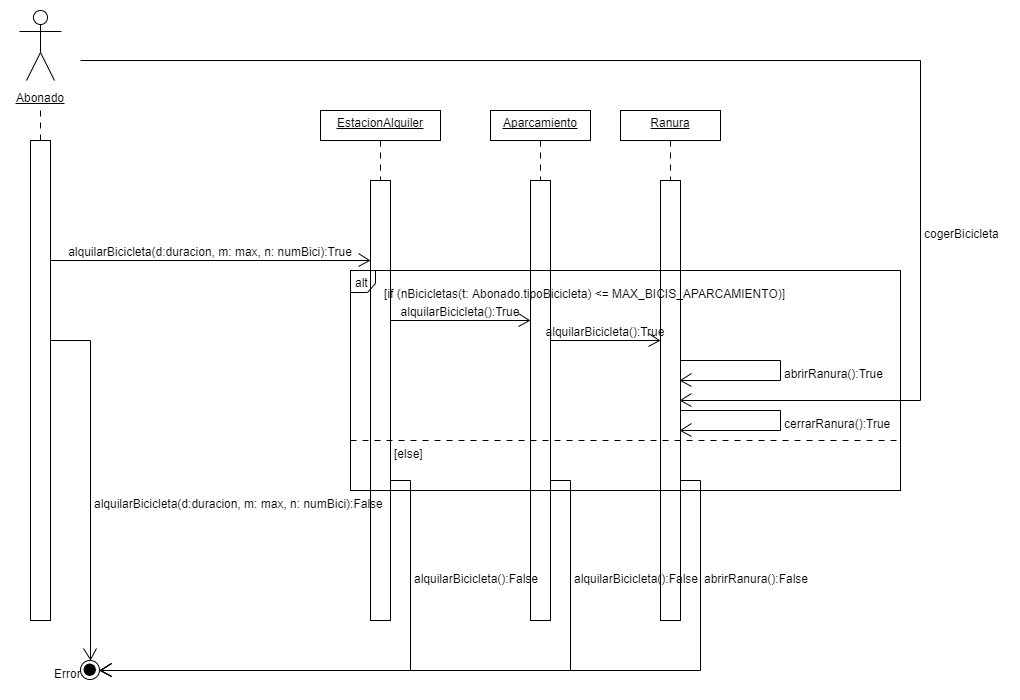 Abonado
EstacionAlquiler
Aparcamiento
Ranura
cogerBicicleta
alquilarBicicleta(d:duracion, m: max, n: numBici):True
alt
[if (nBicicletas(t: Abonado.tipoBicicleta) <= MAX_BICIS_APARCAMIENTO)]
alquilarBicicleta():True
alquilarBicicleta():True
abrirRanura():True
cerrarRanura():True
[else]
alquilarBicicleta(d:duracion, m: max, n: numBici):False
alquilarBicicleta():False
alquilarBicicleta():False
abrirRanura():False
Error